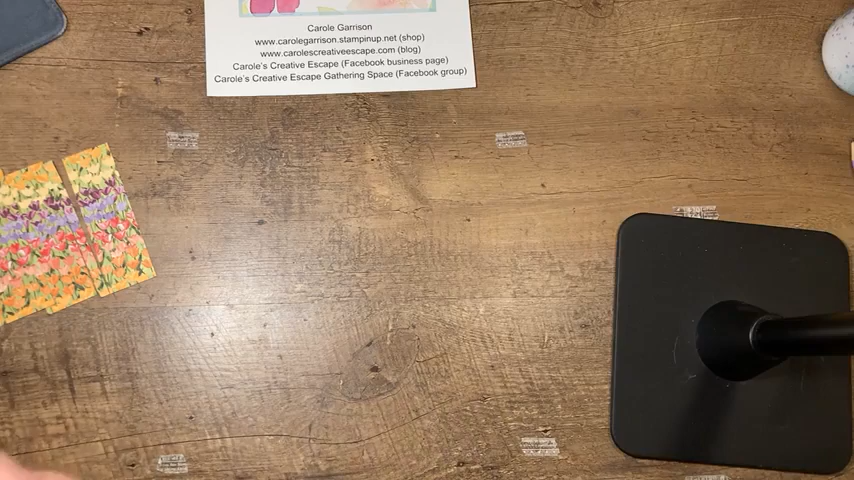 Carole Garrison
www.carolegarrison.stampinup.net (shop)
www.carolescreativeescape.com (blog)
Carole's Creative Escape (Facebook business page)
Carole's Creative Escape Gathering Space (Facebook group)